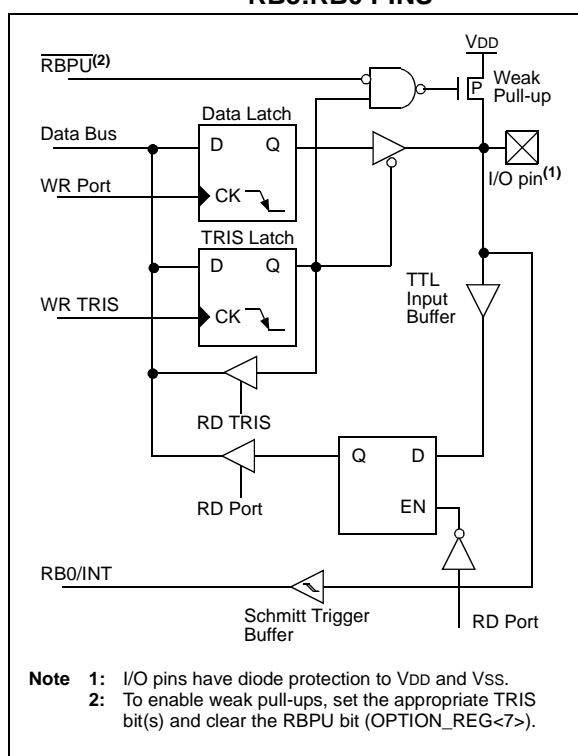 RB3:RB0 PINS
VDD
RBPU(2)
P
Weak
Pull-up
Data Latch
Data Bus
D
Q
I/O pin(1)
WR Port
CK
TRIS Latch
D
Q
TTL
Input
Buffer
WR TRIS
CK
RD TRIS
Q
D
RD Port
EN
RB0/INT
Schmitt Trigger
Buffer
RD Port
Note 1: I/O pins have diode protection to VDD and VSS.
2: To enable weak pull-ups, set the appropriate TRIS
bit(s) and clear the RBPU bit (OPTION_REG<7>).